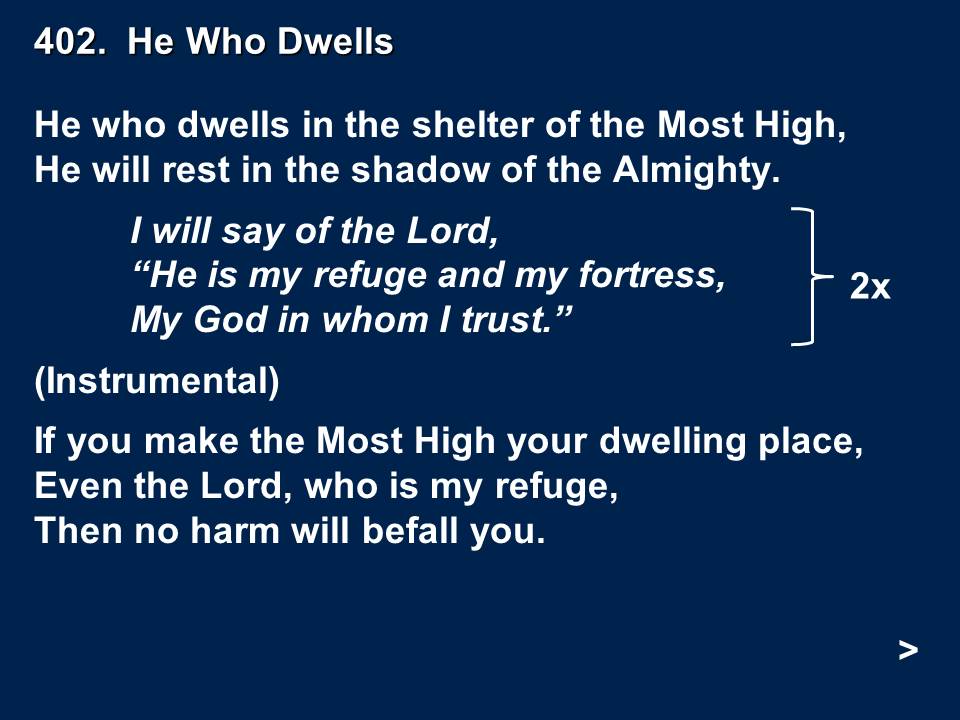 402. He Who Dwells
He who dwells in the shelter of the Most High,
He will rest in the shadow of the Almighty.
I will say of the Lord,
“He is my refuge and my fortress,
My God in whom I trust.”
2x
(Instrumental)
If you make the Most High your dwelling place,
Even the Lord, who is my refuge,
Then no harm will befall you.
>